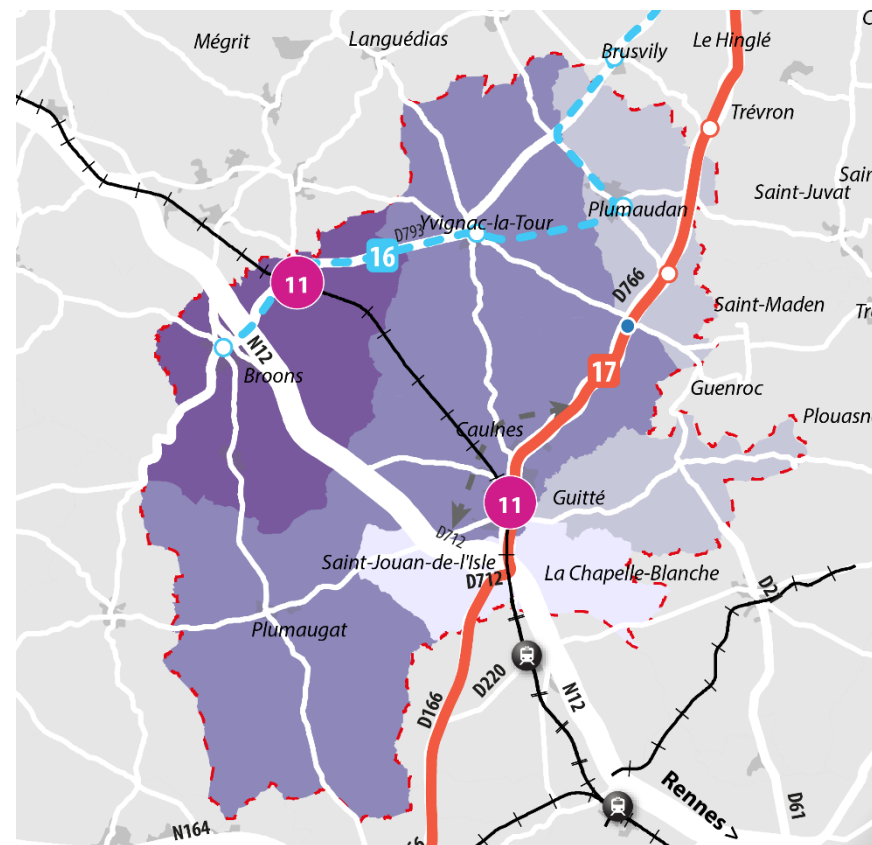 Mégrit
Languédias
Le Hinglé
Brusvily
Trévron
Saint-Juvat
Plumaudan
Yvignac-la-Tour
D793
16
11
D766
Saint-Maden
N12
Broons
17
Guenroc
Caulnes
11
Guitté
D712
Saint-Jouan-de-l'Isle
D712
La Chapelle-Blanche
Plumaugat
D220
N12
D166
Rennes >
D61
N164